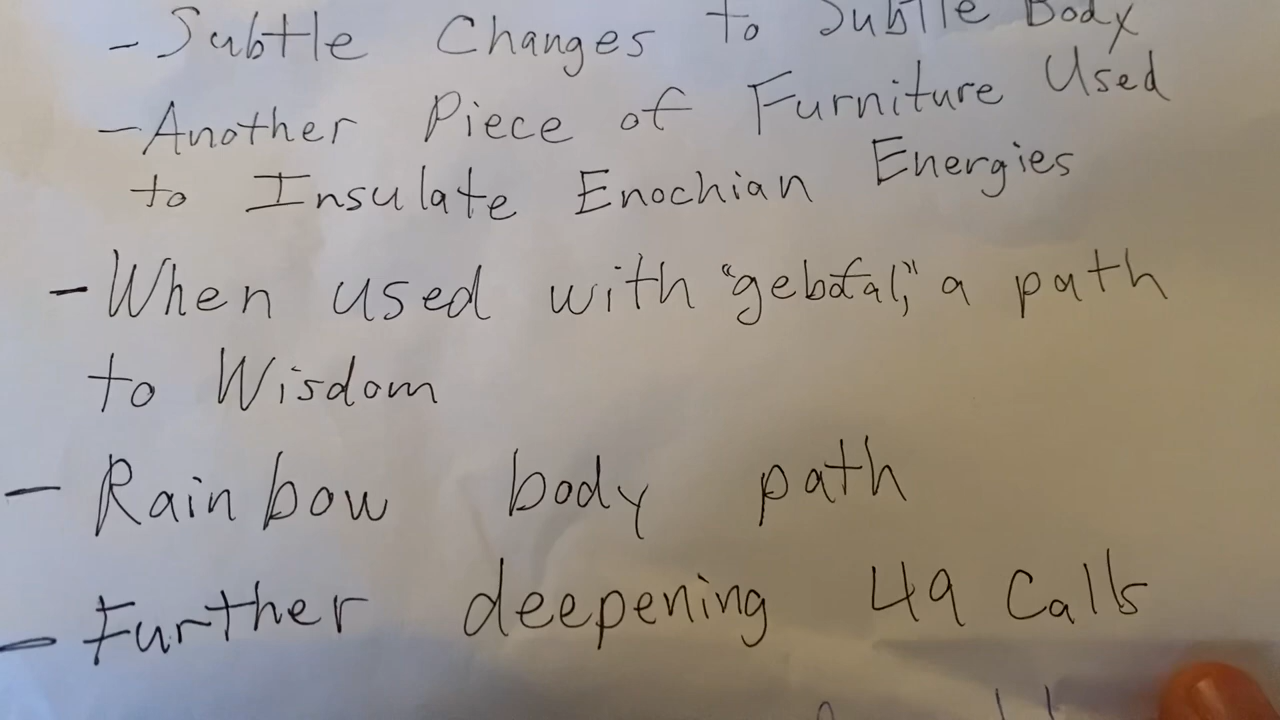 - Subtle Changes to Subtle Body
- Another Piece of Furniture Used
to Insulate Enochian Energies
- When used with "gebofal," a path
to Wisdom
- Rainbow body path
- Further deepening 49 Calls